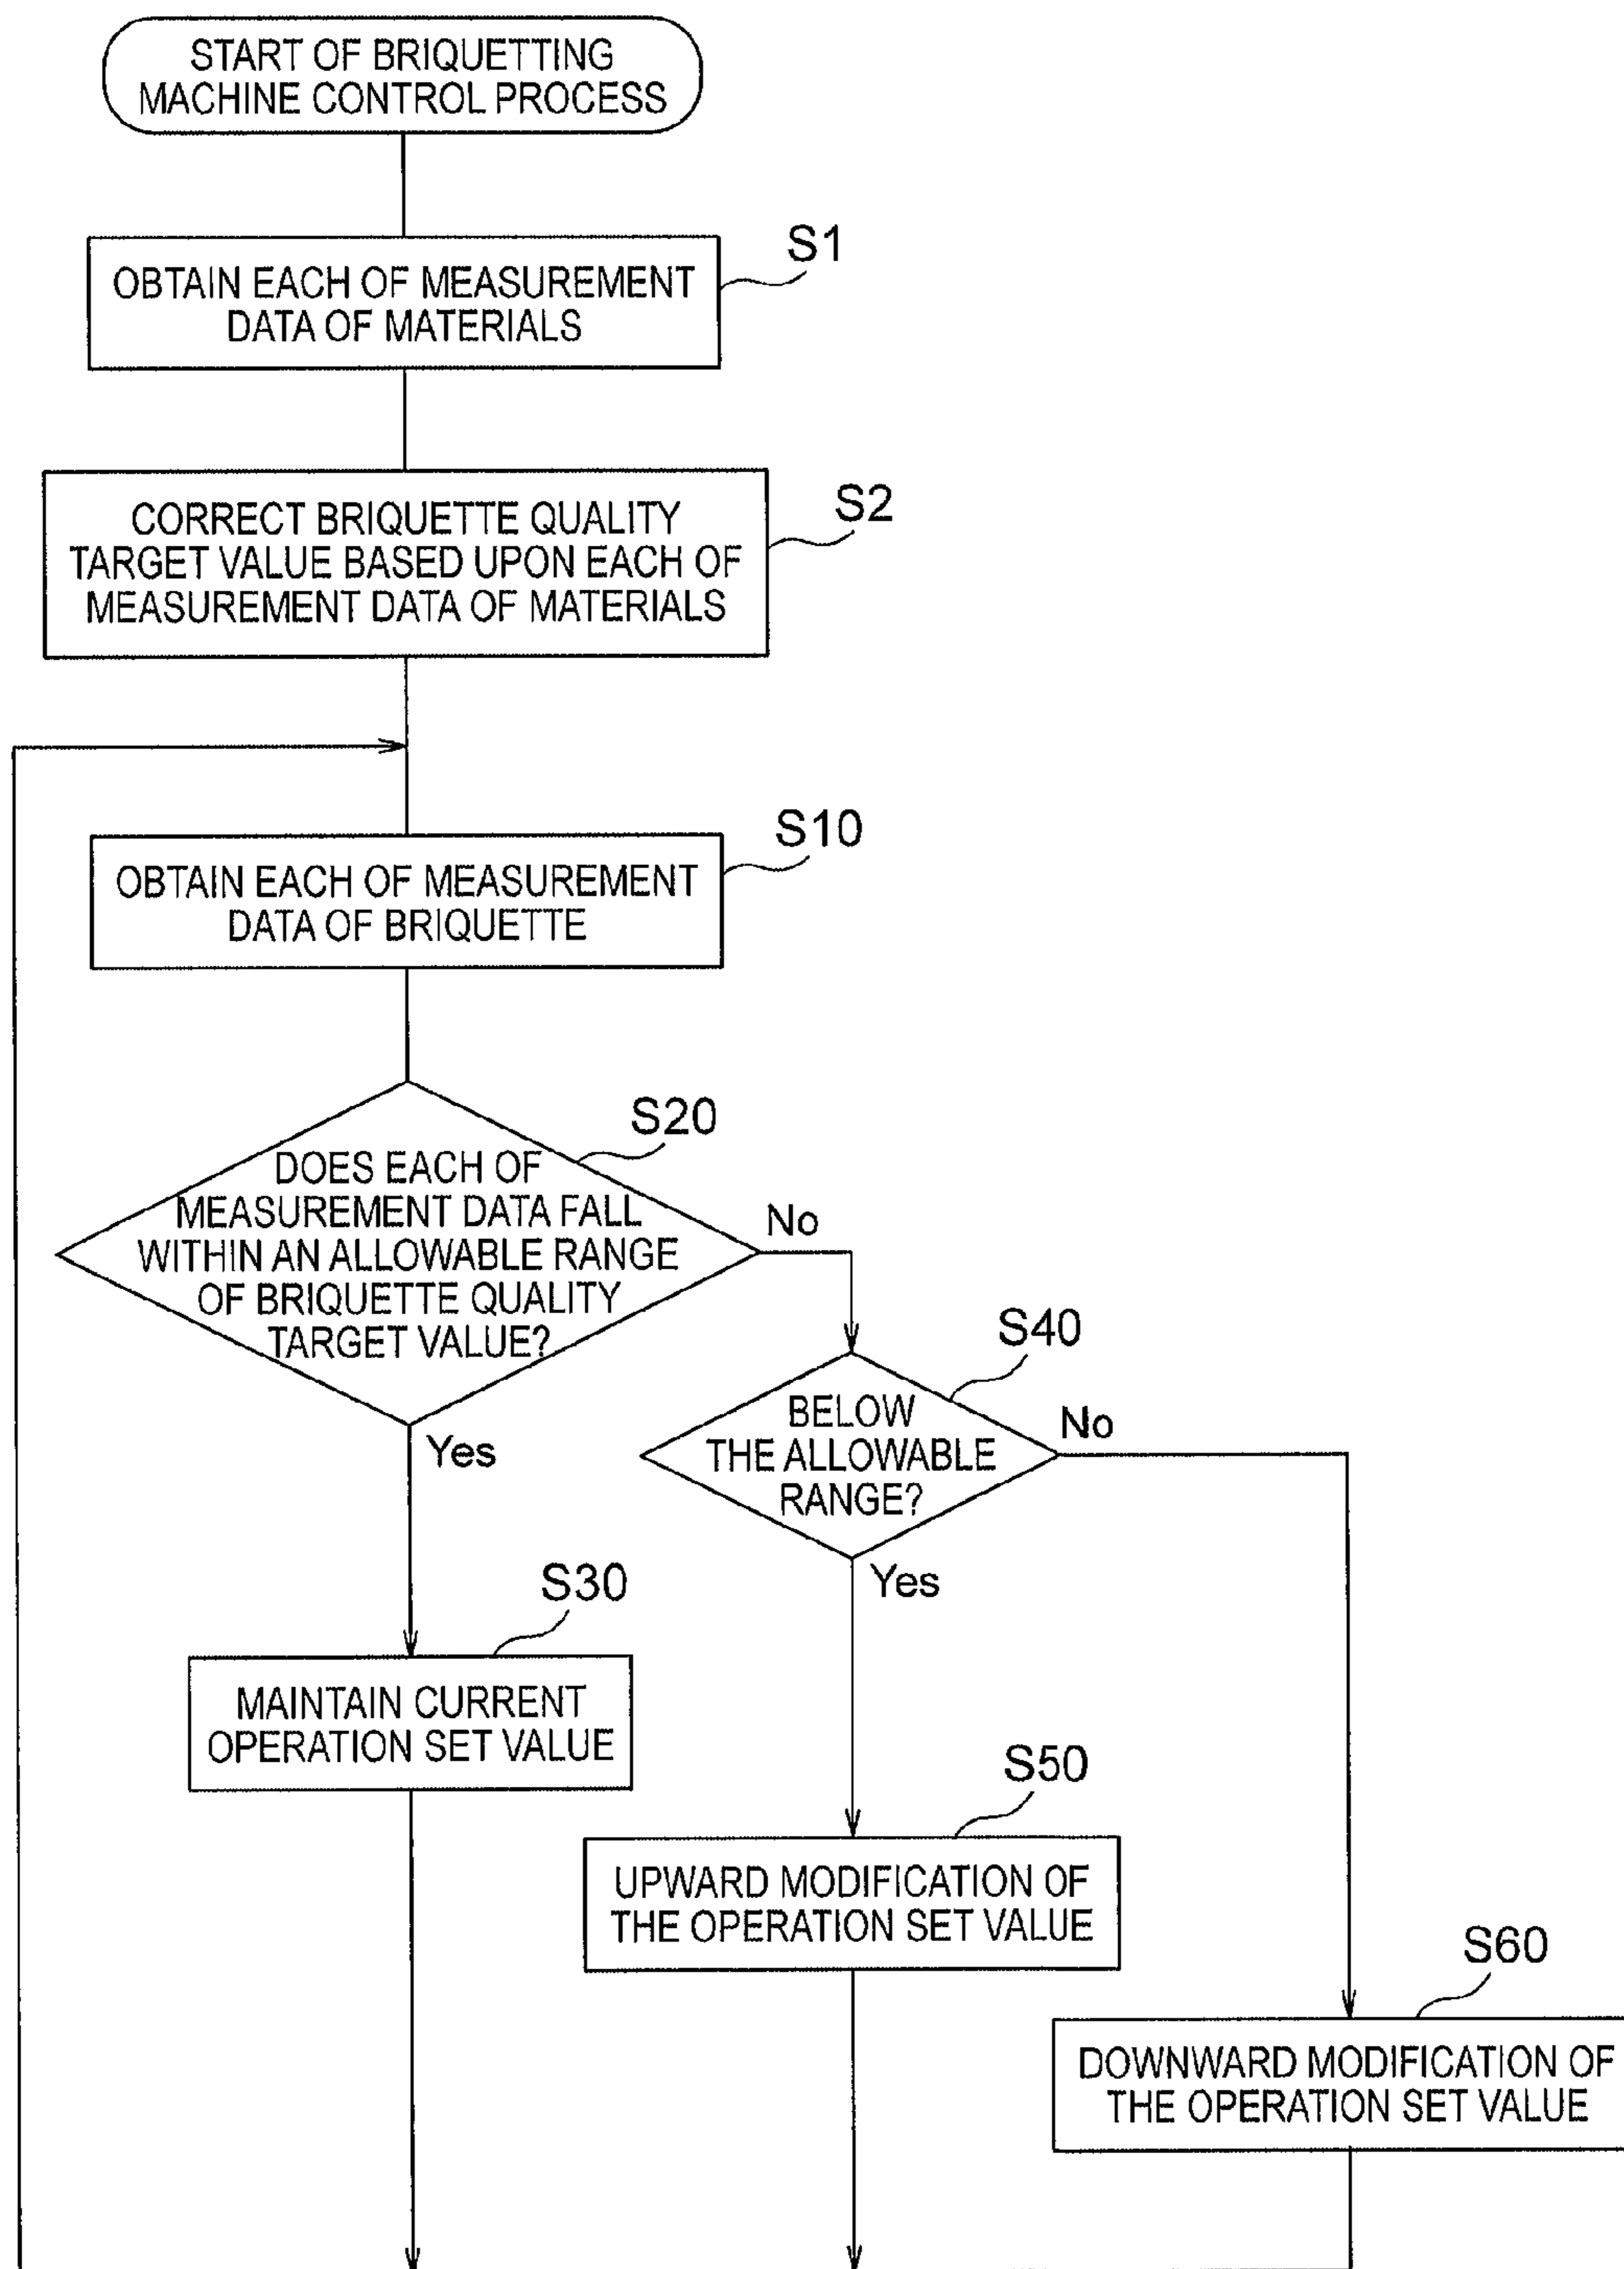 START OF BRIQUETTING
MACHINE CONTROL PROCESS
S1
OBTAIN EACH OF MEASUREMENT
DATA OF MATERIALS
S2
CORRECT BRIQUETTE QUALITY
TARGET VALUE BASED UPON EACH OF
MEASUREMENT DATA OF MATERIALS
S10
OBTAIN EACH OF MEASUREMENT
DATA OF BRIQUETTE
S20
DOES EACH OF
MEASUREMENT DATA FALL
WITHIN AN ALLOWABLE RANGE
OF BRIQUETTE QUALITY
TARGET VALUE?
No
Yes
S40
BELOW
THE ALLOWABLE
RANGE?
No
Yes
S30
MAINTAIN CURRENT
OPERATION SET VALUE
S50
UPWARD MODIFICATION OF
THE OPERATION SET VALUE
S60
DOWNWARD MODIFICATION OF
THE OPERATION SET VALUE